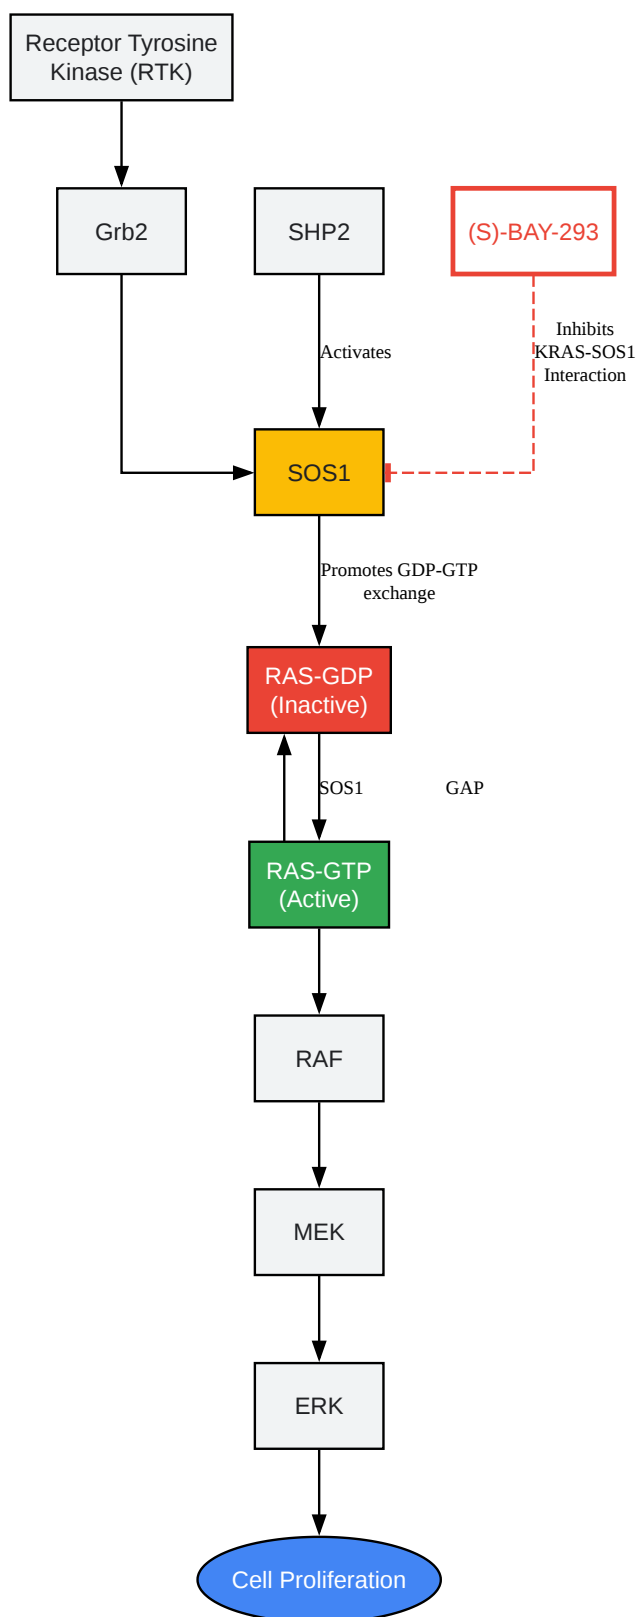 Receptor Tyrosine
Kinase (RTK)
Grb2
SHP2
(S)-BAY-293
Activates
Inhibits
KRAS-SOS1
Interaction
SOS1
Promotes GDP-GTP
exchange
RAS-GDP
(Inactive)
SOS1
GAP
RAS-GTP
(Active)
RAF
MEK
ERK
Cell Proliferation